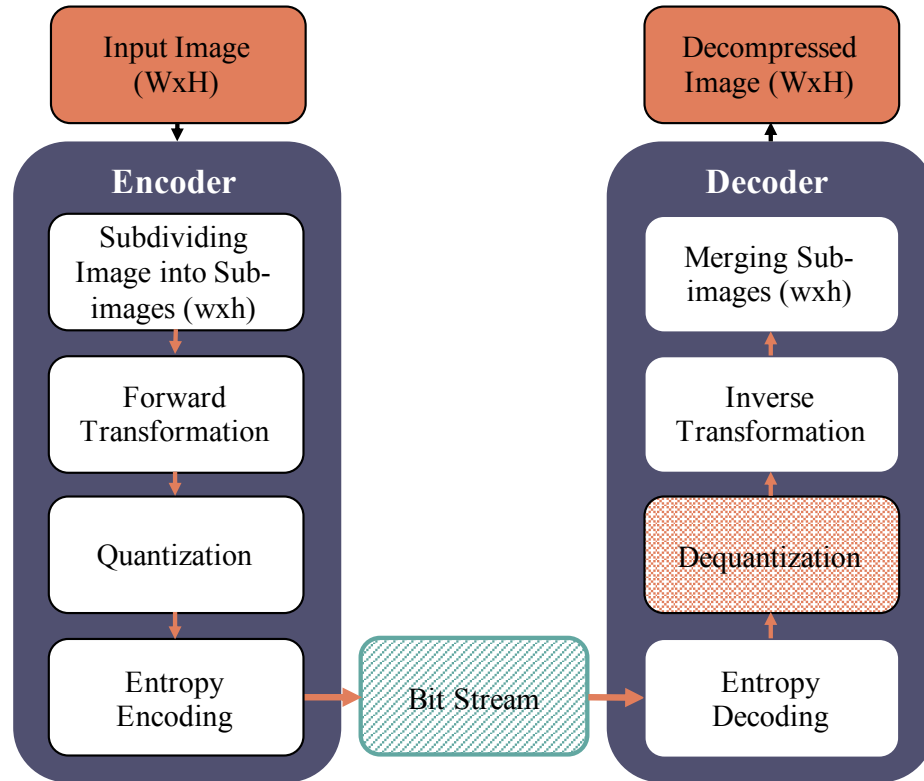 Input Image
(WxH)
Encoder
Subdividing
Image into Sub-
images (wxh)
Forward
Transformation
Quantization
Entropy
Encoding
Bit Stream
Decompressed
Image (WxH)
Decoder
Merging Sub-
images (wxh)
Inverse
Transformation
Dequantization
Entropy
Decoding